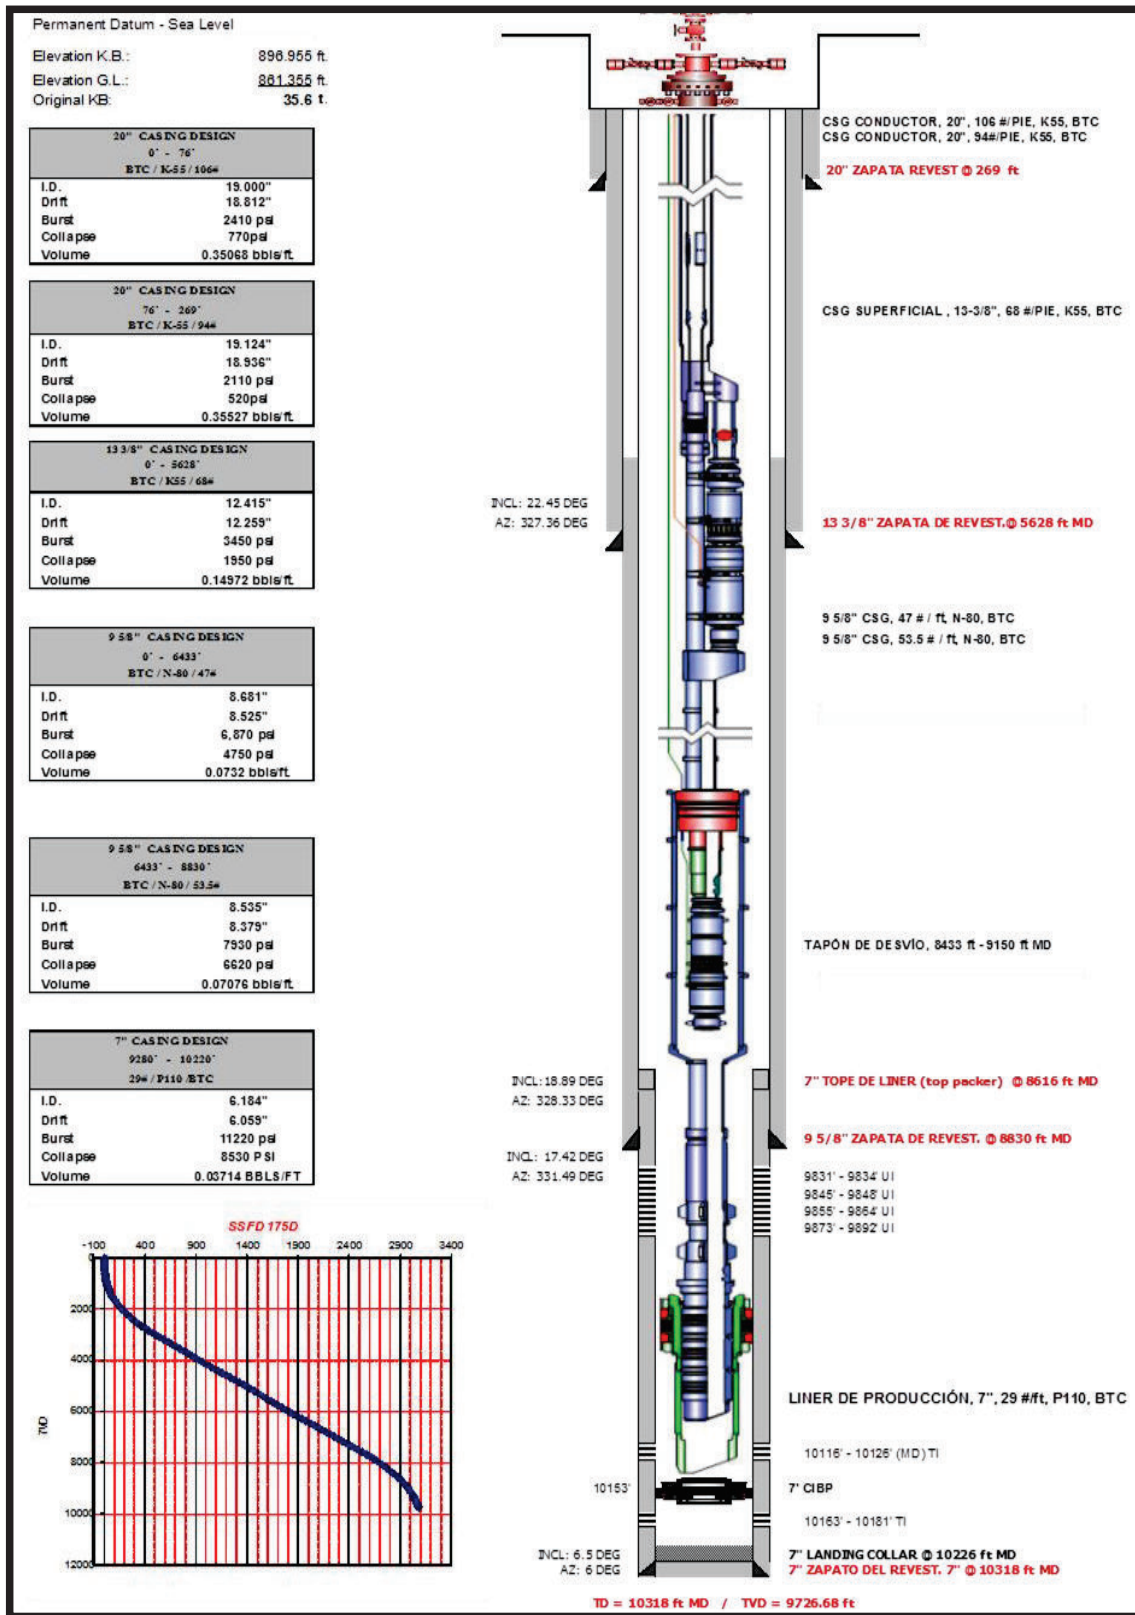 Permanent Datum - Sea Level
Elevation K.B.: 896.955 ft.
Elevation G.L.: 861.355 ft.
Original KB: 35.6 t.
20" CASING DESIGN
0' - 76'
BTC / K-55 / 106#
I.D. 19.000"
Drift 18.812"
Burst 2410 psi
Collapse 770psi
Volume 0.35068 bbls/ft.
20" CASING DESIGN
76' - 269'
BTC / K-55 / 94#
I.D. 19.124"
Drift 18.936"
Burst 2110 psi
Collapse 520psi
Volume 0.35527 bbls/ft.
13 3/8" CASING DESIGN
0' - 5628'
BTC / K55 / 68#
I.D. 12.415"
Drift 12.259"
Burst 3450 psi
Collapse 1950 psi
Volume 0.14972 bbls/ft.
9 5/8" CASING DESIGN
0' - 6433'
BTC / N-80 / 47#
I.D. 8.681"
Drift 8.525"
Burst 6,870 psi
Collapse 4750 psi
Volume 0.0732 bbls/ft.
9 5/8" CASING DESIGN
6433' - 8830'
BTC / N-80 / 53.5#
I.D. 8.535"
Drift 8.379"
Burst 7930 psi
Collapse 6620 psi
Volume 0.07076 bbls/ft.
7" CASING DESIGN
9280' - 10220'
29# / P110 /BTC
I.D. 6.184"
Drift 6.059"
Burst 11220 psi
Collapse 8530 PSI
Volume 0.03714 BBLS/FT
SSFD 175D
-100 400 900 1400 1900 2400 2900 3400
0
2000
4000
6000
8000
10000
12000
TVD
CSG CONDUCTOR, 20", 106 #/PIE, K55, BTC
CSG CONDUCTOR, 20", 94#/PIE, K55, BTC
20" ZAPATA REVEST @ 269 ft
CSG SUPERFICIAL , 13-3/8", 68 #/PIE, K55, BTC
INCL: 22.45 DEG
AZ: 327.36 DEG
13 3/8" ZAPATA DE REVEST.@ 5628 ft MD
9 5/8" CSG, 47 # / ft, N-80, BTC
9 5/8" CSG, 53.5 # / ft, N-80, BTC
TAPÓN DE DESVÍO, 8433 ft - 9150 ft MD
INCL: 18.89 DEG
AZ: 328.33 DEG
7" TOPE DE LINER (top packer) @ 8616 ft MD
9 5/8" ZAPATA DE REVEST. @ 8830 ft MD
INCL: 17.42 DEG
AZ: 331.49 DEG
9831' - 9834' UI
9845' - 9848' UI
9855' - 9864' UI
9873' - 9892' UI
LINER DE PRODUCCIÓN, 7", 29 #/ft, P110, BTC
10116' - 10126' (MD) TI
10153'
7' CIBP
10163' - 10181' TI
INCL: 6.5 DEG
AZ: 6 DEG
7" LANDING COLLAR @ 10226 ft MD
7" ZAPATO DEL REVEST. 7" @ 10318 ft MD
TD = 10318 ft MD / TVD = 9726.68 ft